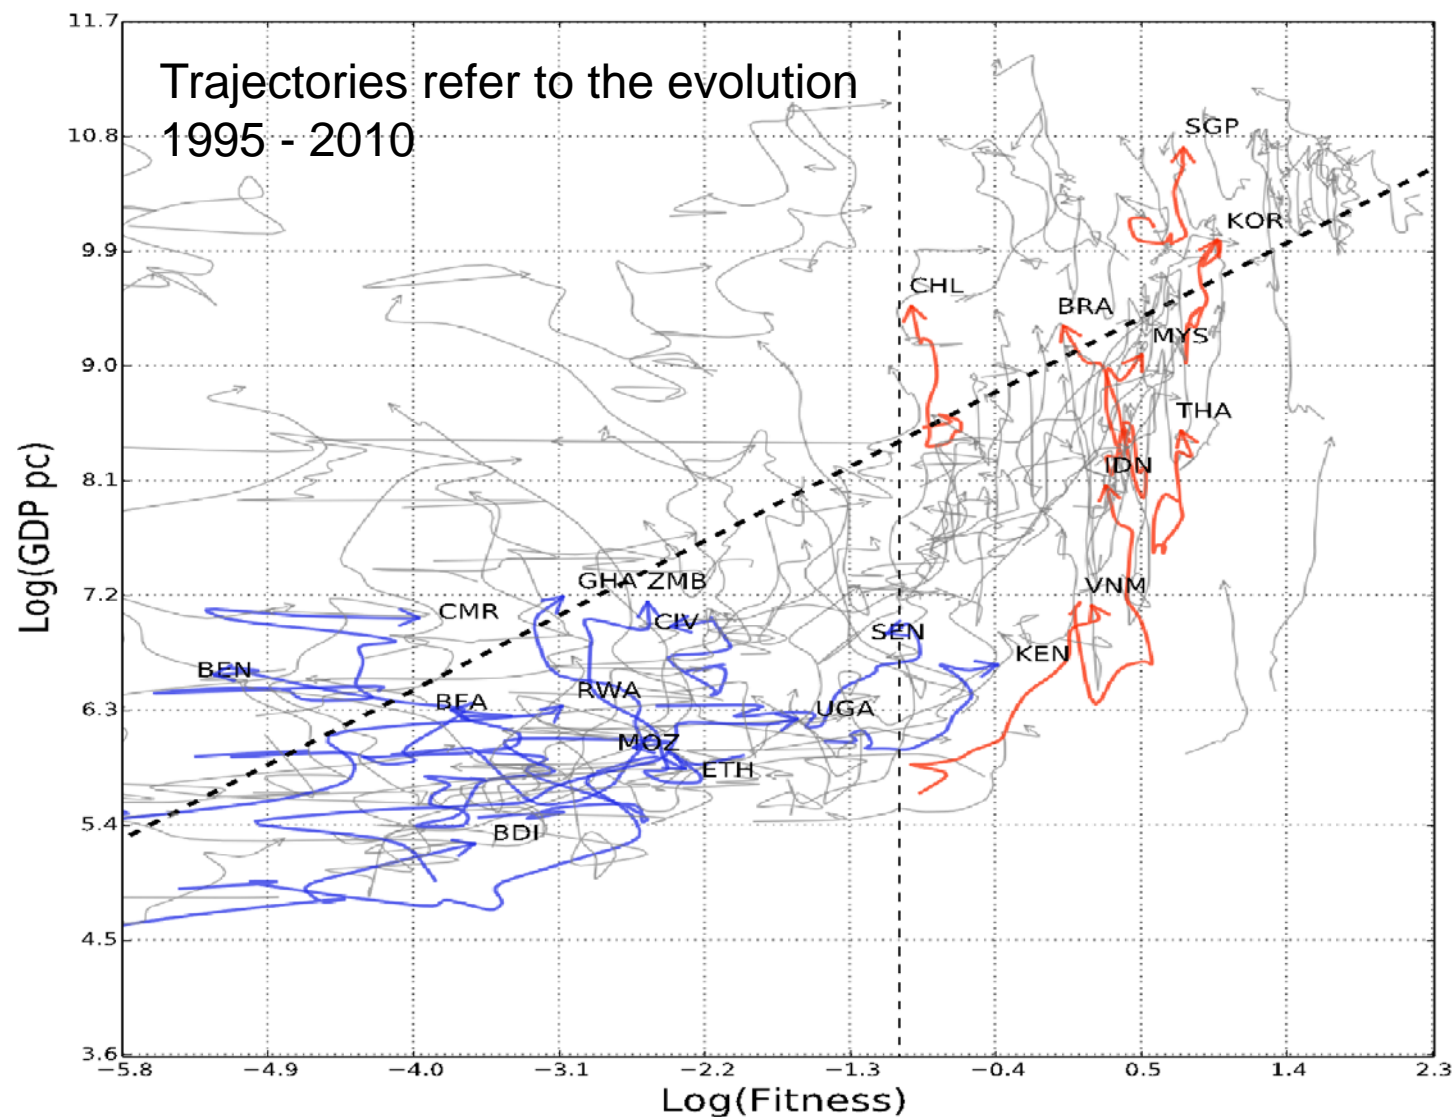 Trajectories refer to the evolution
1995 - 2010
11.7
10.8
9.9
9.0
8.1
7.2
6.3
5.4
4.5
3.6
Log(GDP pc)
SGP
KOR
CHL
BRA
MYS
THA
IDN
GHA ZMB
VNM
CMR
CIV
SEN
KEN
BEN
RWA
BFA
UGA
MOZ
ETH
BDI
−5.8 −4.9 −4.0 −3.1 −2.2 −1.3 −0.4 0.5 1.4 2.3
Log(Fitness)